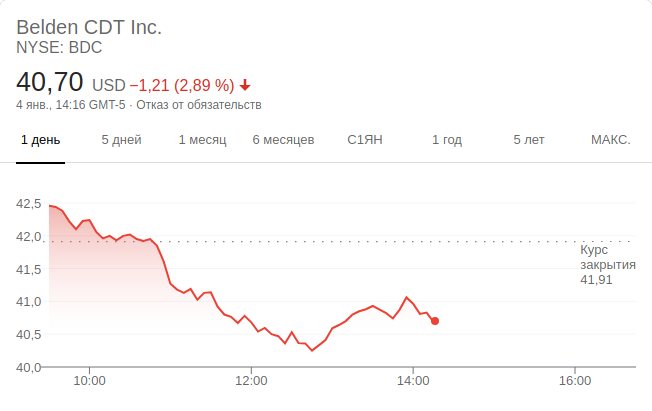 Belden CDT Inc.
NYSE: BDC
40,70 USD −1,21 (2,89 %)
4 янв., 14:16 GMT-5 · Отказ от обязательств
1 день 5 дней 1 месяц 6 месяцев С1ЯН 1 год 5 лет МАКС.
42,5
42,0
41,5
41,0
40,5
40,0
Курс
закрытия
41,91
10:00 12:00 14:00 16:00